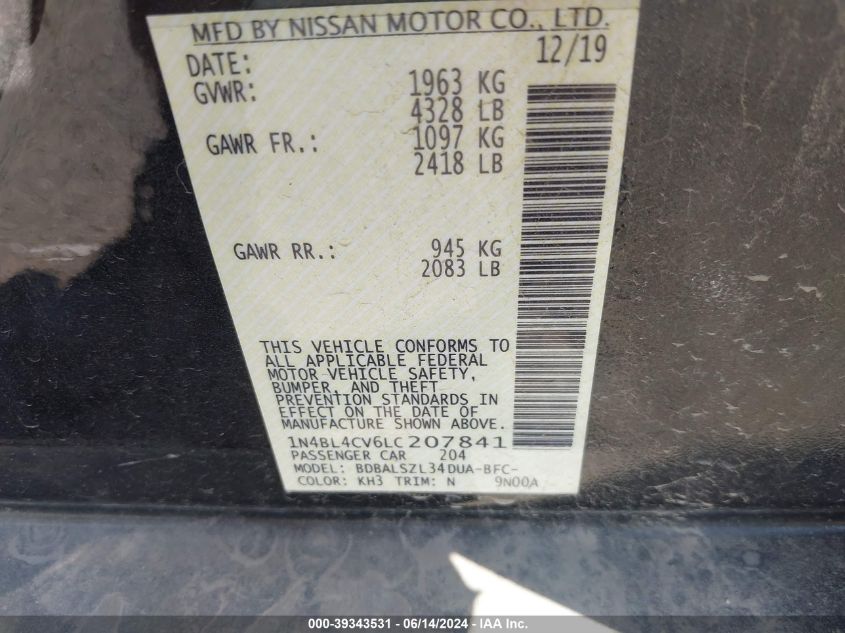 MFD BY NISSAN MOTOR CO., LTD.
DATE: 12/19
GVWR: 1963 KG
4328 LB
GAWR FR.: 1097 KG
2418 LB
GAWR RR.: 945 KG
2083 LB
THIS VEHICLE CONFORMS TO
ALL APPLICABLE FEDERAL
MOTOR VEHICLE SAFETY,
BUMPER, AND THEFT
PREVENTION STANDARDS IN
EFFECT ON THE DATE OF
MANUFACTURE SHOWN ABOVE.
1N4BL4CV6LC207841
PASSENGER CAR 204
MODEL: BDBALSZL34DUA-BFC-
COLOR: KH3 TRIM: N 9N00A
000-39343531 - 06/14/2024 - IAA Inc.